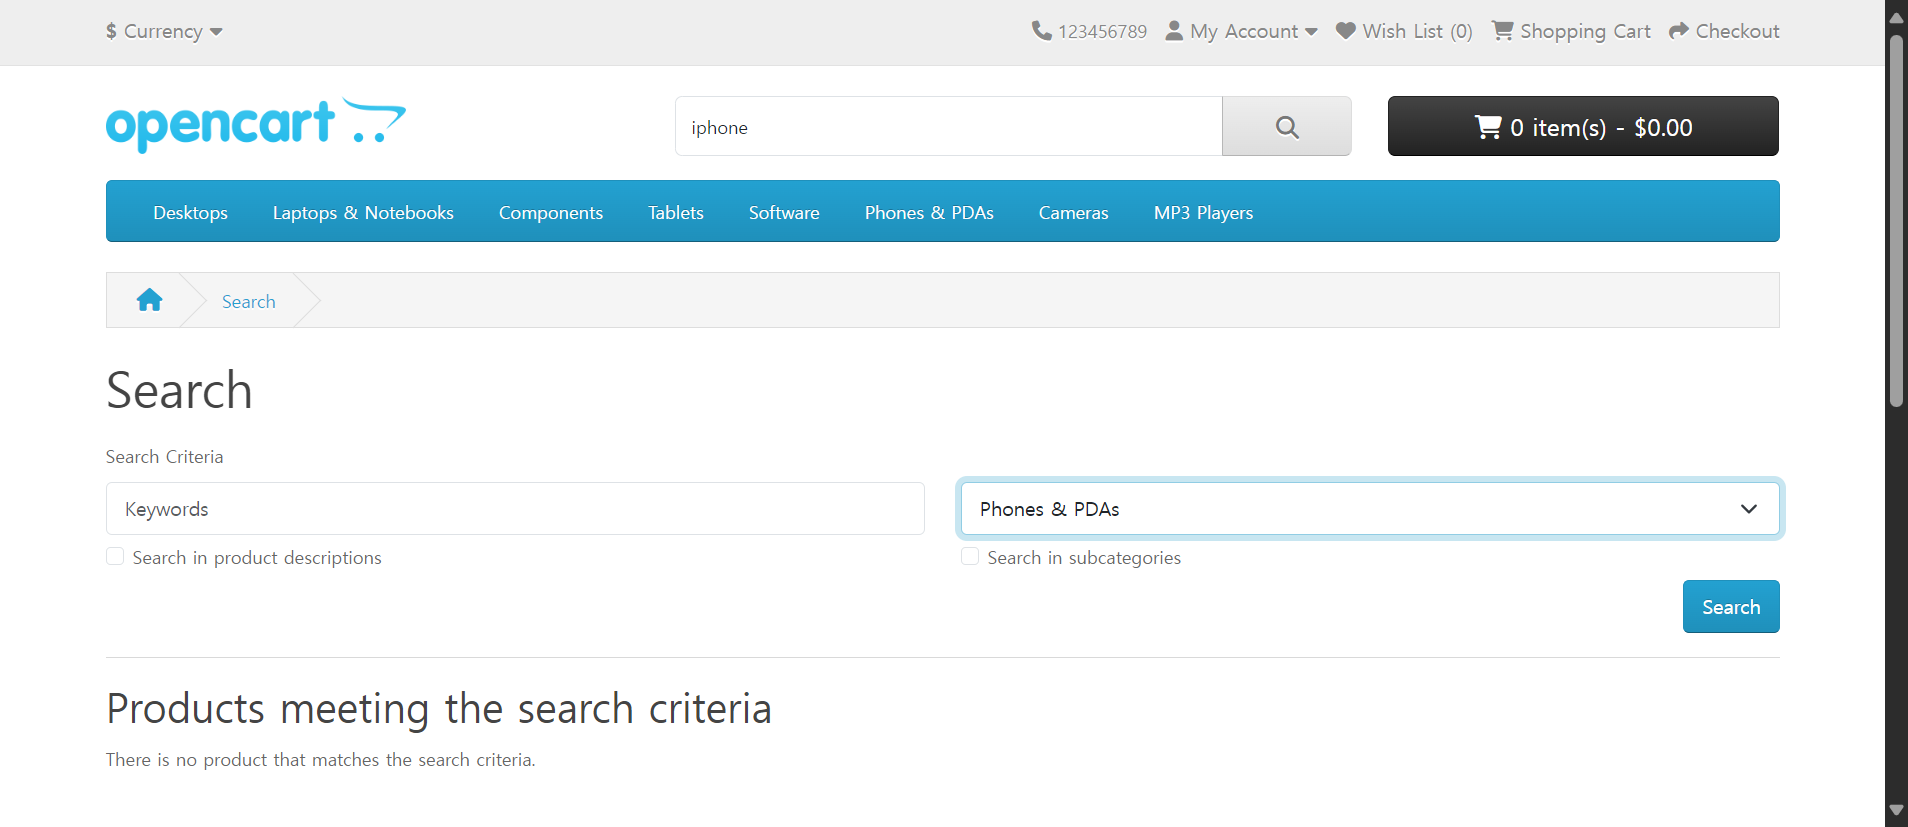 $ Currency
123456789 My Account Wish List (0) Shopping Cart Checkout
opencart
iphone
0 item(s) - $0.00
Desktops Laptops & Notebooks Components Tablets Software Phones & PDAs Cameras MP3 Players
Search
Search
Search Criteria
Keywords
Phones & PDAs
Search in product descriptions
Search in subcategories
Search
Products meeting the search criteria
There is no product that matches the search criteria.